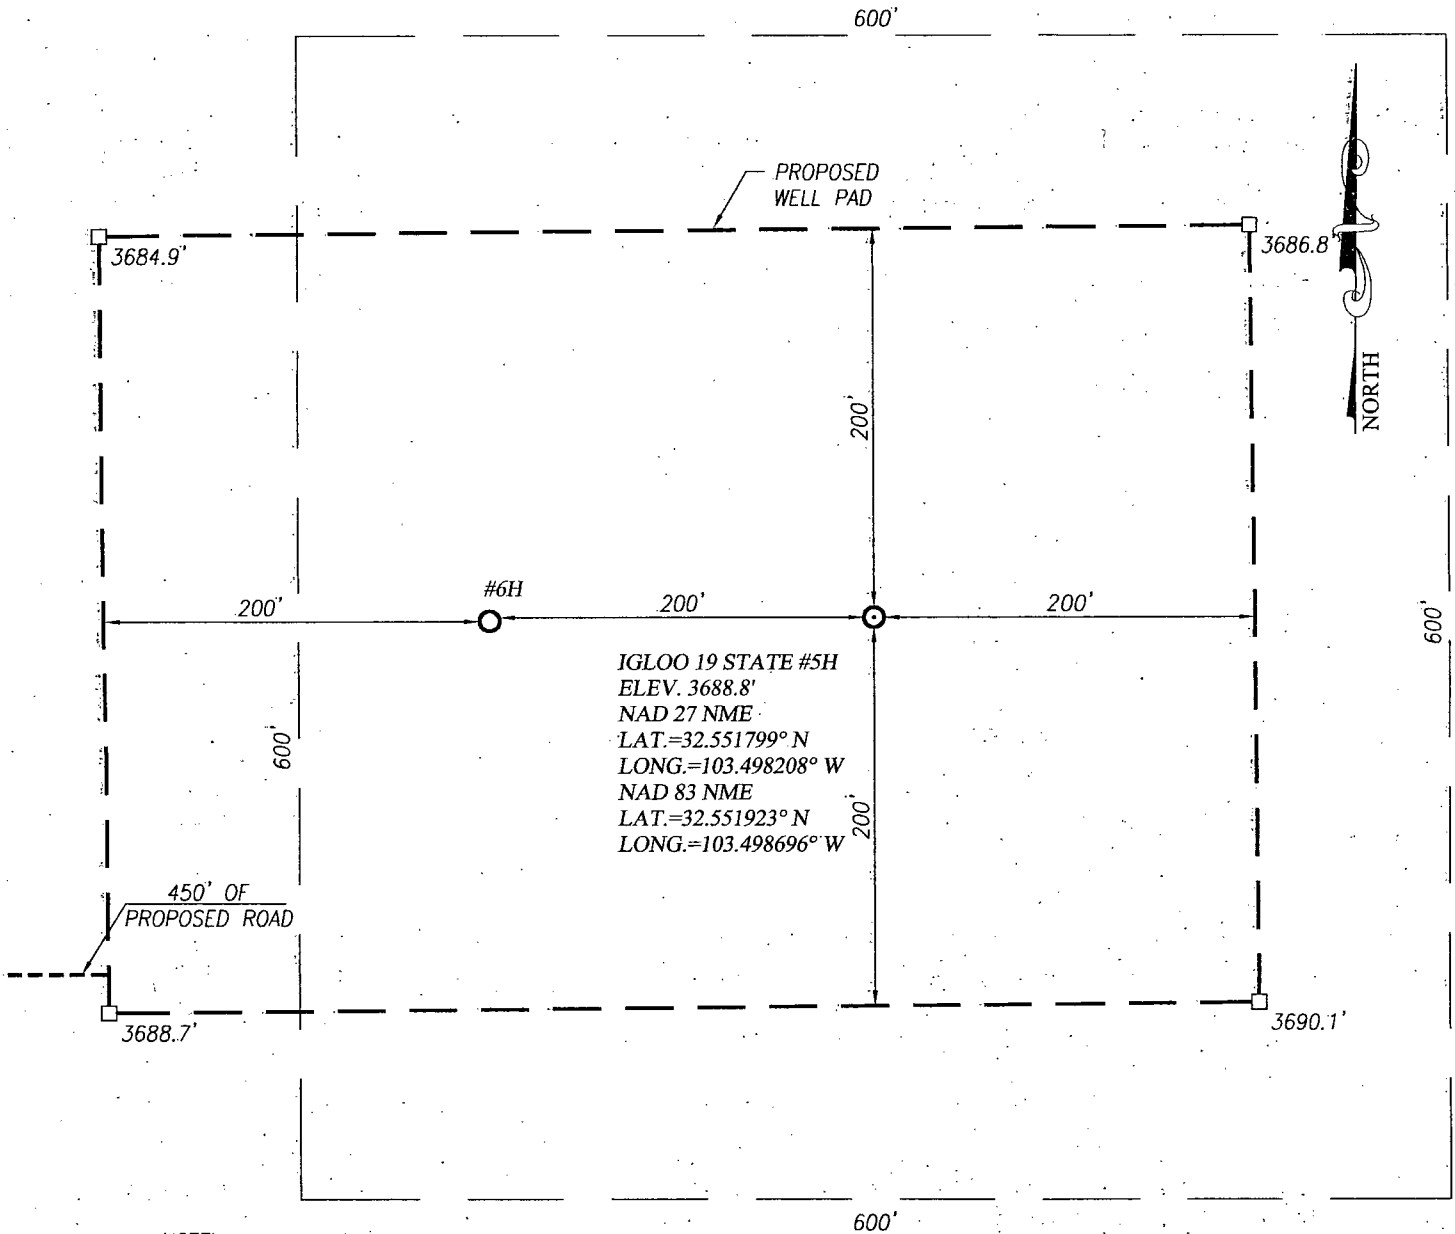 600'
PROPOSED
WELL PAD
3684.9'
3686.8'
NORTH
200'
#6H
200'
200'
200'
600'
IGLOO 19 STATE #5H
ELEV. 3688.8'
NAD 27 NME
LAT.=32.551799° N
LONG.=103.498208° W
NAD 83 NME
LAT.=32.551923° N
LONG.=103.498696° W
600'
200'
450' OF
PROPOSED ROAD
3688.7'
3690.1'
600'